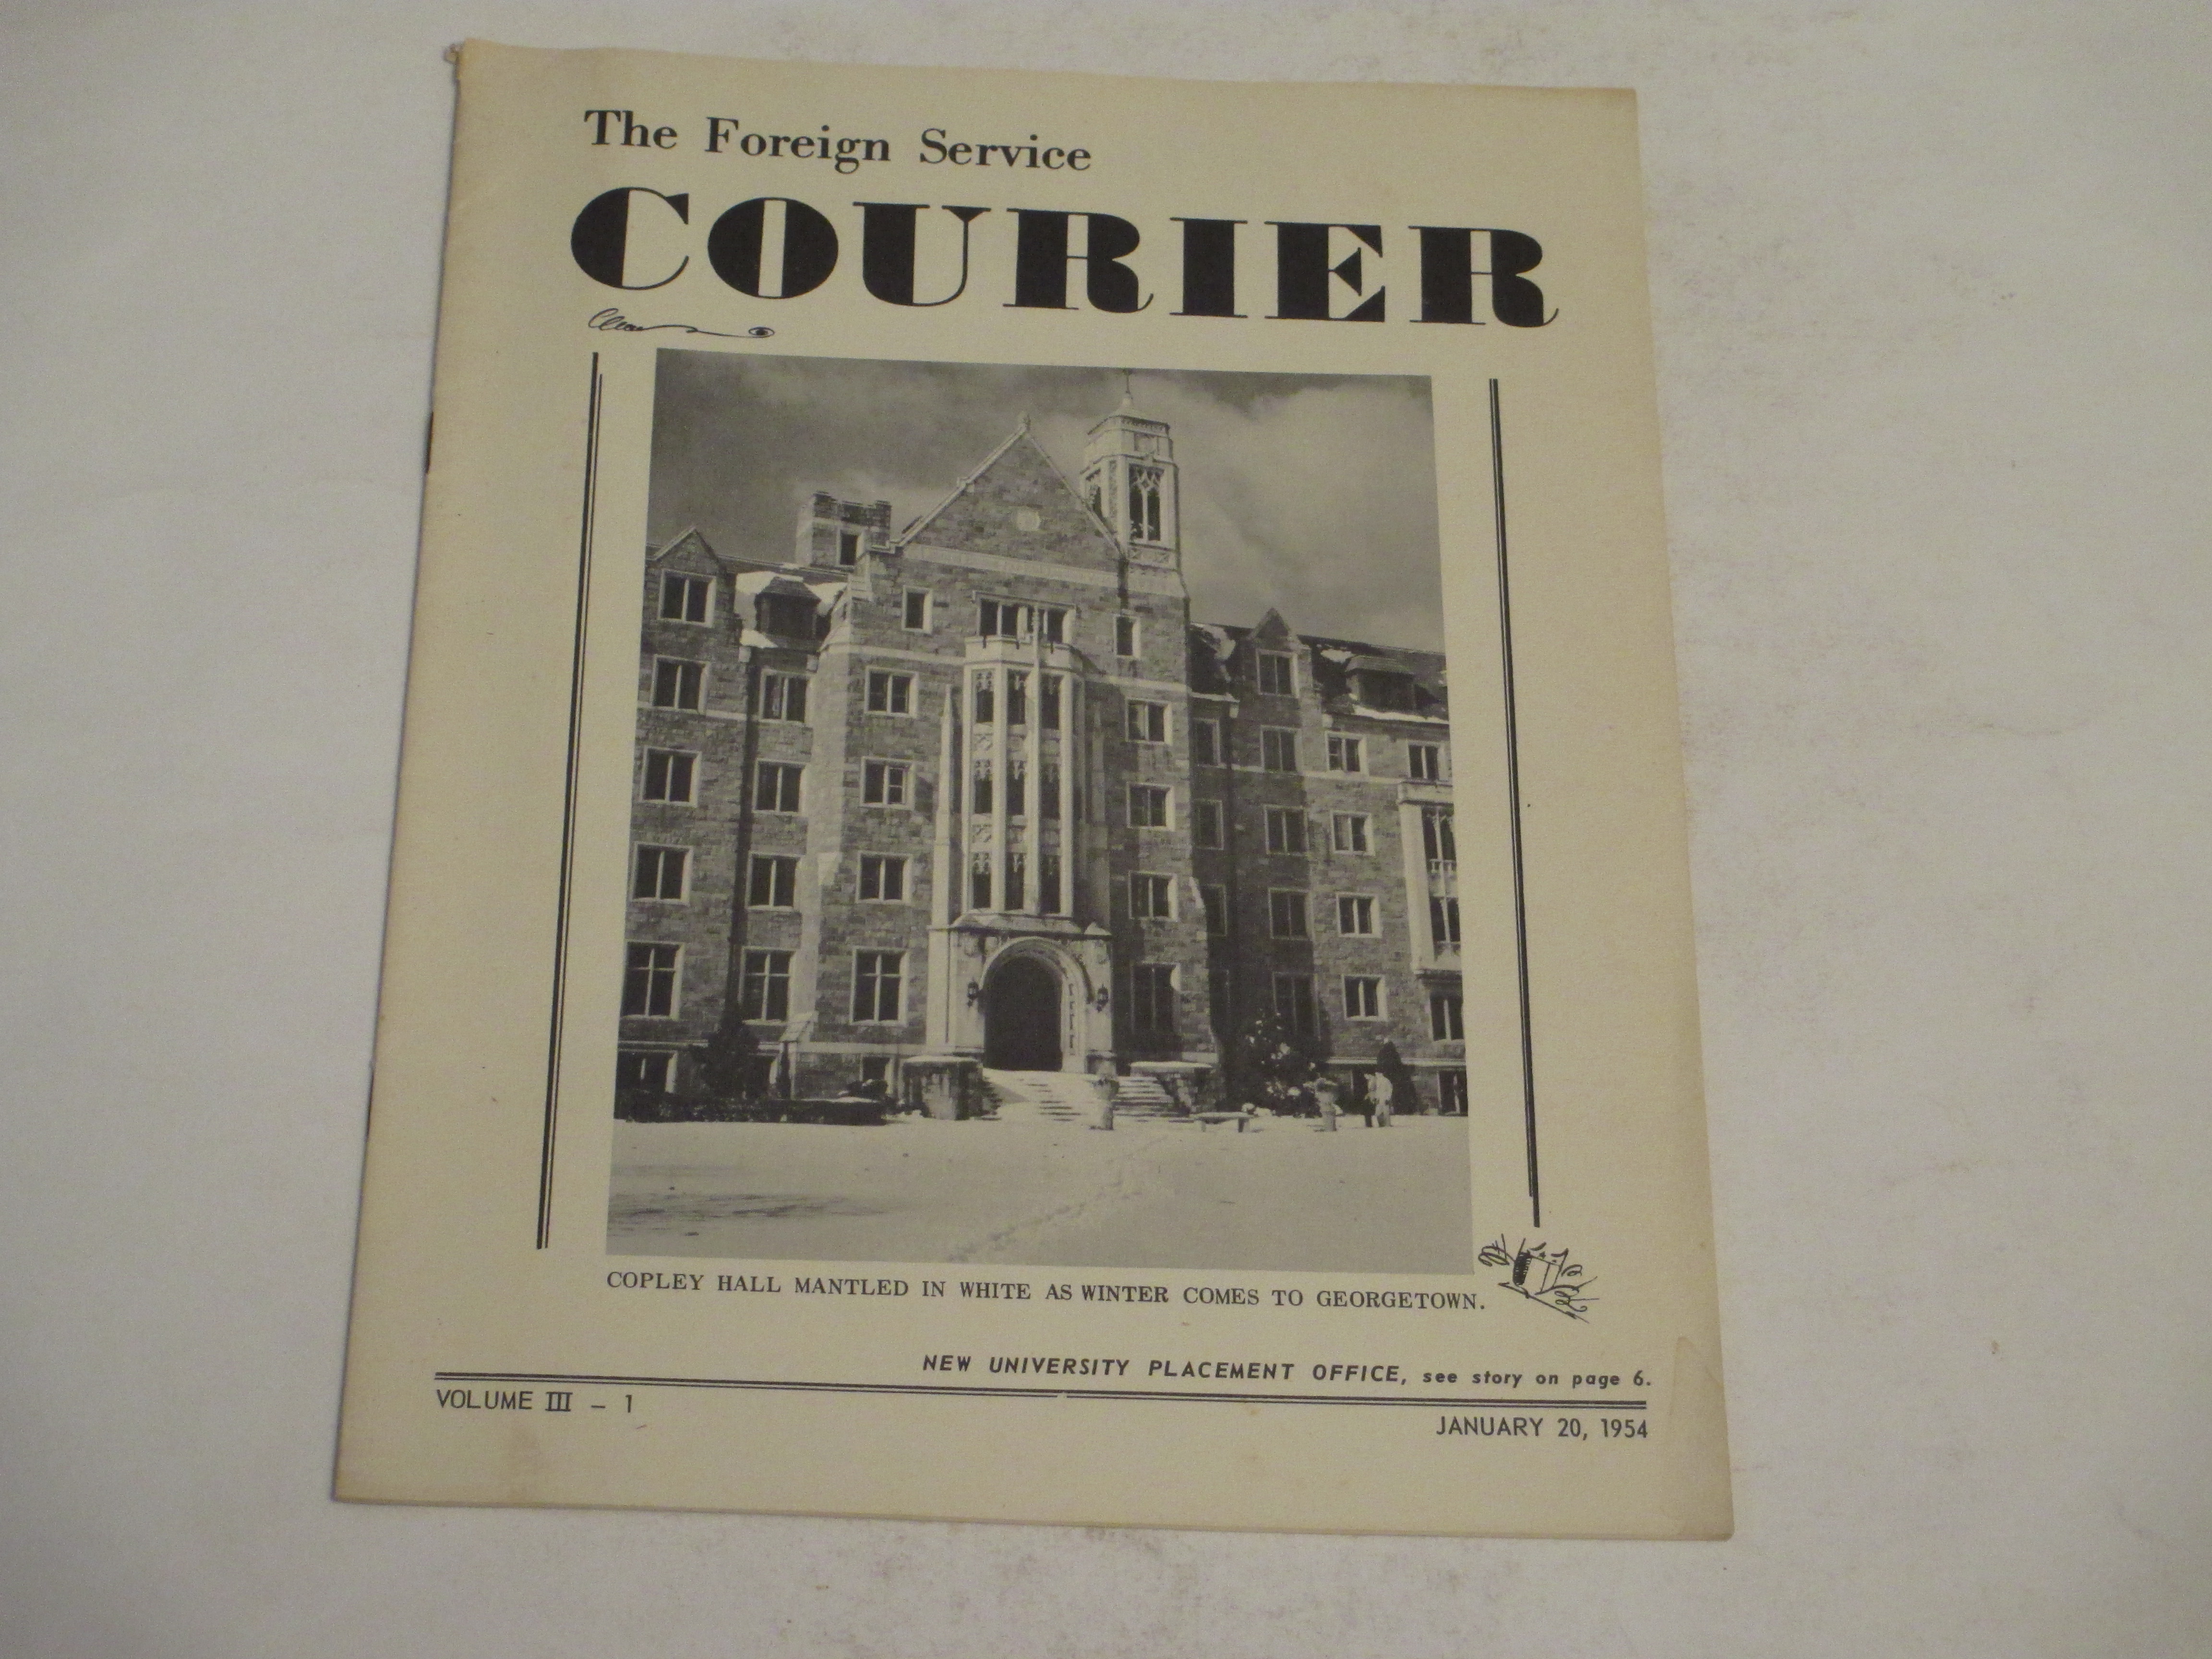 The Foreign Service
COURIER
COPLEY HALL MANTLED IN WHITE AS WINTER COMES TO GEORGETOWN.
NEW UNIVERSITY PLACEMENT OFFICE, see story on page 6.
VOLUME III – 1
JANUARY 20, 1954